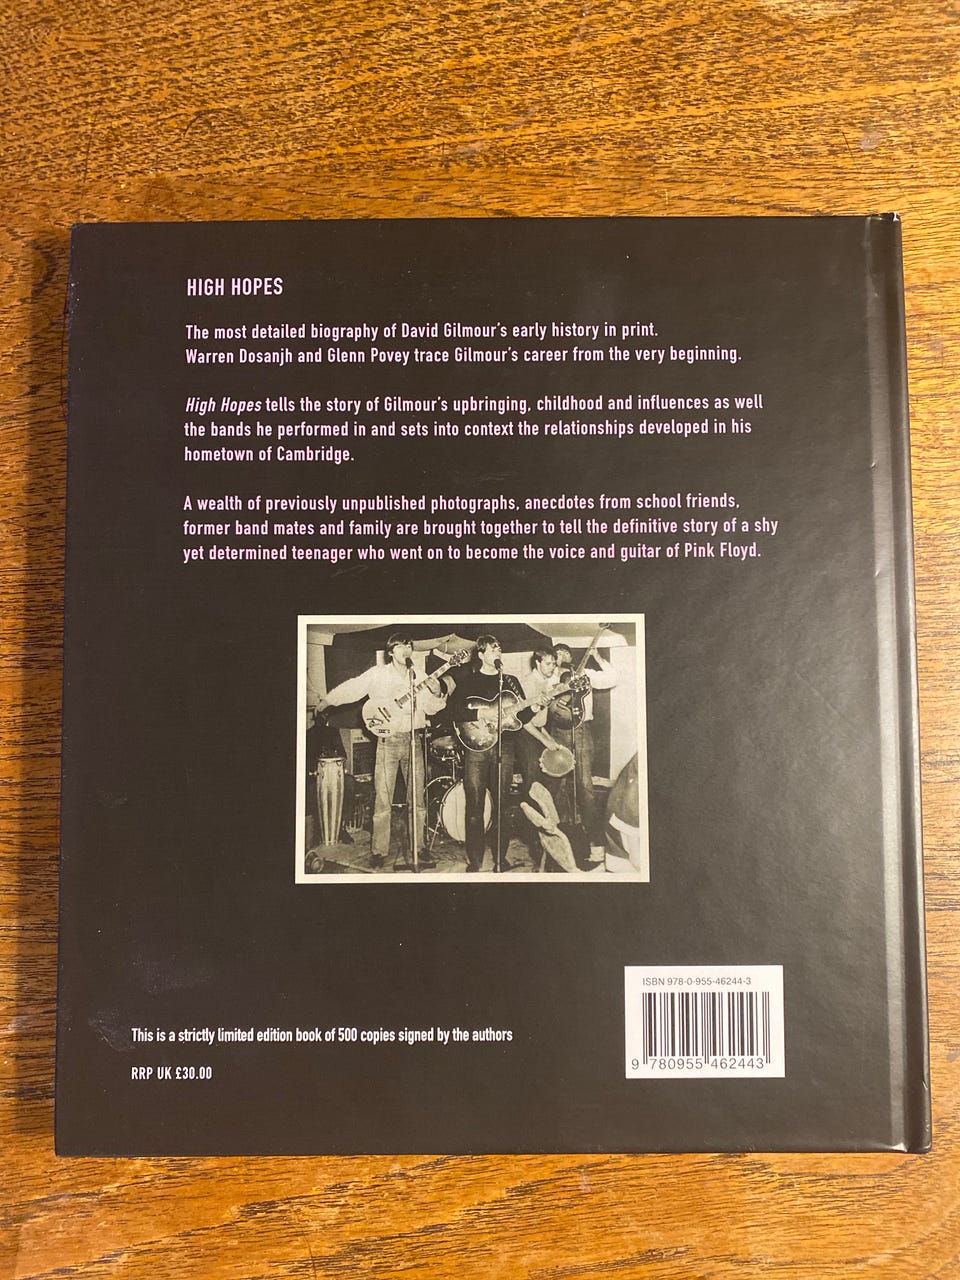 HIGH HOPES
The most detailed biography of David Gilmour's early history in print.
Warren Dosanjh and Glenn Povey trace Gilmour's career from the very beginning.
High Hopes tells the story of Gilmour's upbringing, childhood and influences as well
the bands he performed in and sets into context the relationships developed in his
hometown of Cambridge.
A wealth of previously unpublished photographs, anecdotes from school friends,
former band mates and family are brought together to tell the definitive story of a shy
yet determined teenager who went on to become the voice and guitar of Pink Floyd.
This is a strictly limited edition book of 500 copies signed by the authors
RRP UK £30.00
ISBN 978-0-955-46244-3
9 780955 462443